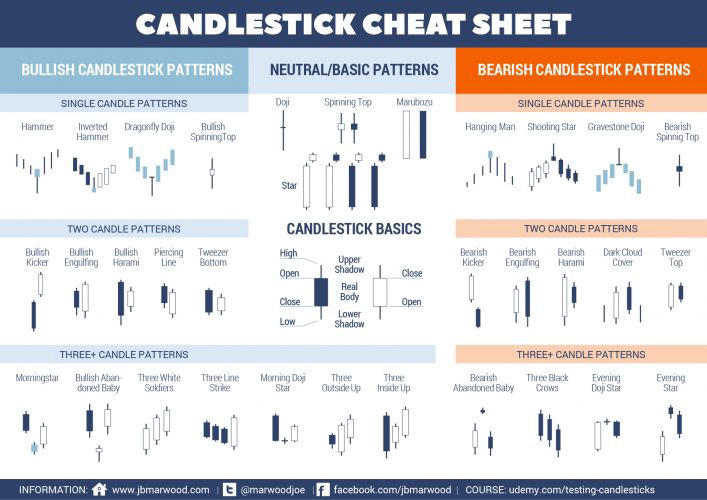 CANDLESTICK CHEAT SHEET
BULLISH CANDLESTICK PATTERNS
SINGLE CANDLE PATTERNS
Hammer
Inverted
Hammer
Dragonfly Doji
Bullish
SpinningTop
TWO CANDLE PATTERNS
Bullish
Kicker
Bullish
Engulfing
Bullish
Harami
Piercing
Line
Tweezer
Bottom
NEUTRAL/BASIC PATTERNS
Doji
Spinning Top
Marubozu
Star
CANDLESTICK BASICS
High
Open
Close
Low
Upper
Shadow
Real
Body
Lower
Shadow
Close
Open
BEARISH CANDLESTICK PATTERNS
SINGLE CANDLE PATTERNS
Hanging Man
Shooting Star
Gravestone Doji
Bearish
Spinnig Top
TWO CANDLE PATTERNS
Bearish
Kicker
Bearish
Engulfing
Bearish
Harami
Dark Cloud
Cover
Tweezer
Top
THREE+ CANDLE PATTERNS
Morningstar
Bullish Aban-
doned Baby
Three White
Soldiers
Three Line
Strike
Morning Doji
Star
Three
Outside Up
Three
Inside Up
THREE+ CANDLE PATTERNS
Bearish
Abandoned Baby
Three Black
Crows
Evening
Doji Star
Evening
Star
INFORMATION: www.jbmarwood.com | @marwoodjoe | facebook.com/jbmarwood | COURSE: udemy.com/testing-candlesticks